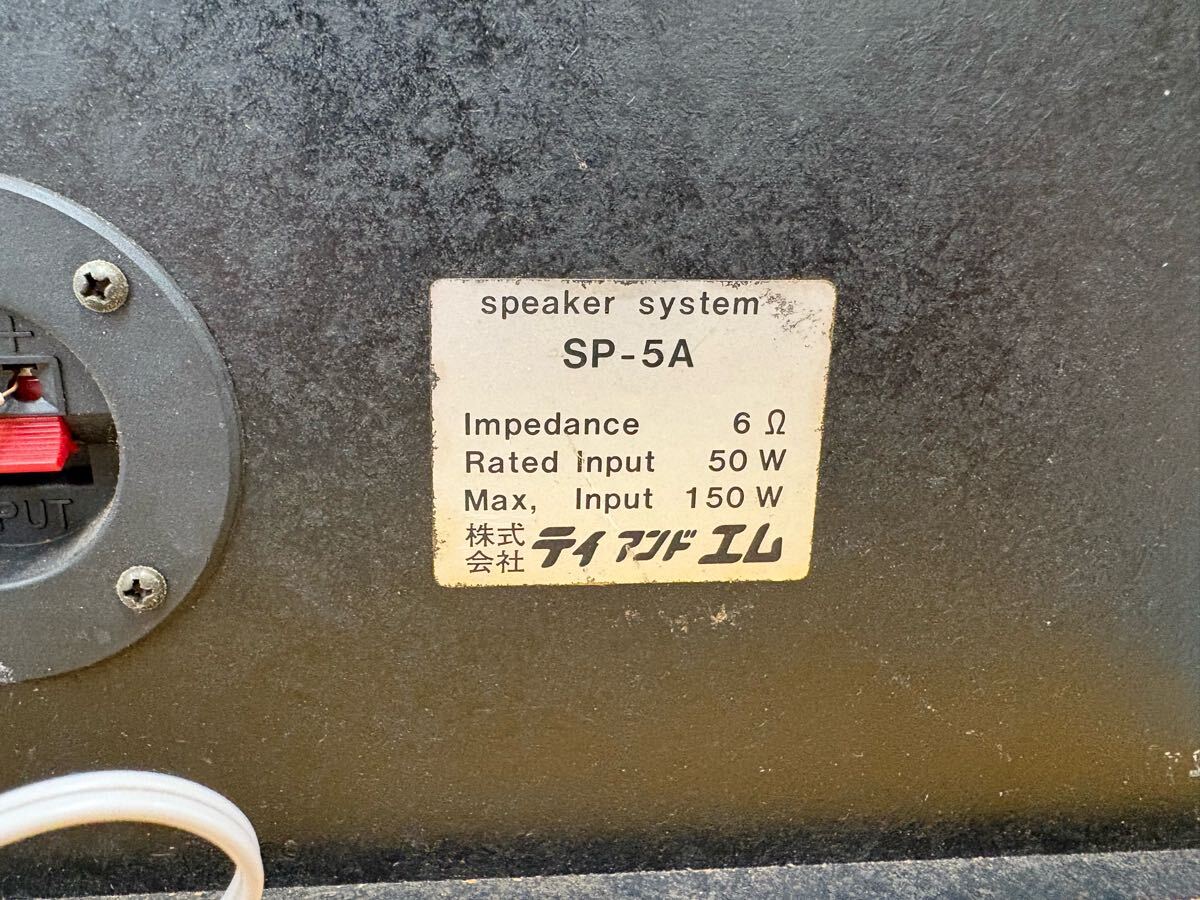 speaker system
SP-5A
Impedance 6 Ω
Rated Input 50 W
Max, Input 150 W
株式会社 ティアンドエム
+
PUT